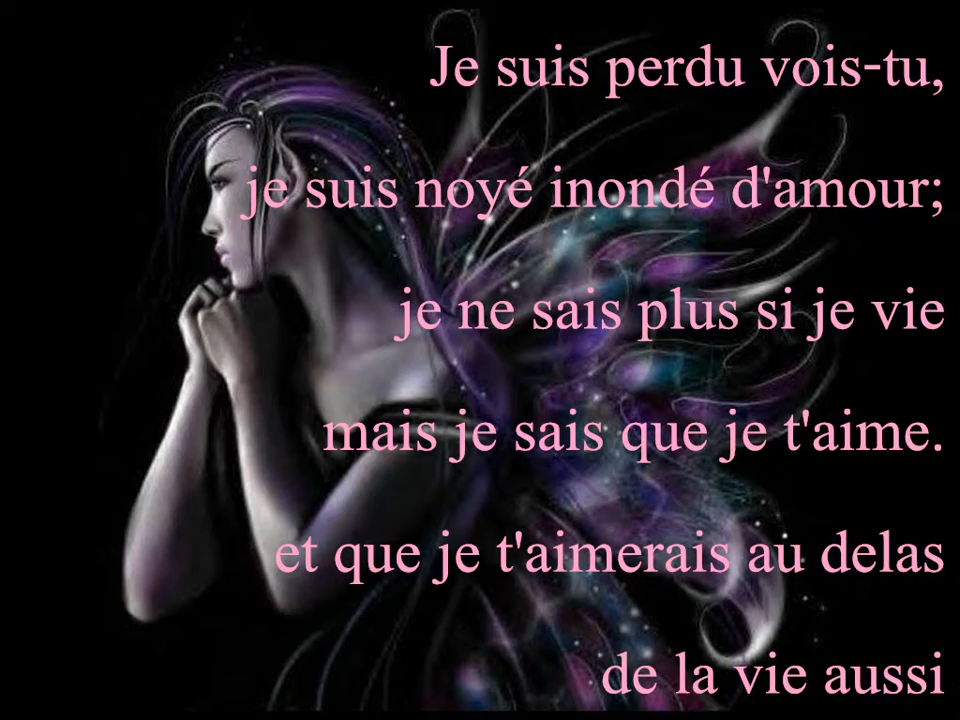 Je suis perdu vois-tu,
je suis noyé inondé d'amour;
je ne sais plus si je vie
mais je sais que je t'aime.
et que je t'aimerais au delas
de la vie aussi